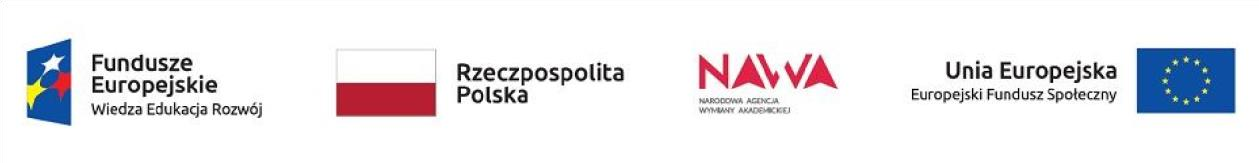 Fundusze
Europejskie
Wiedza Edukacja Rozwój
Rzeczpospolita
Polska
NAWA
NARODOWA AGENCJA
WYMIANY AKADEMICKIEJ
Unia Europejska
Europejski Fundusz Społeczny